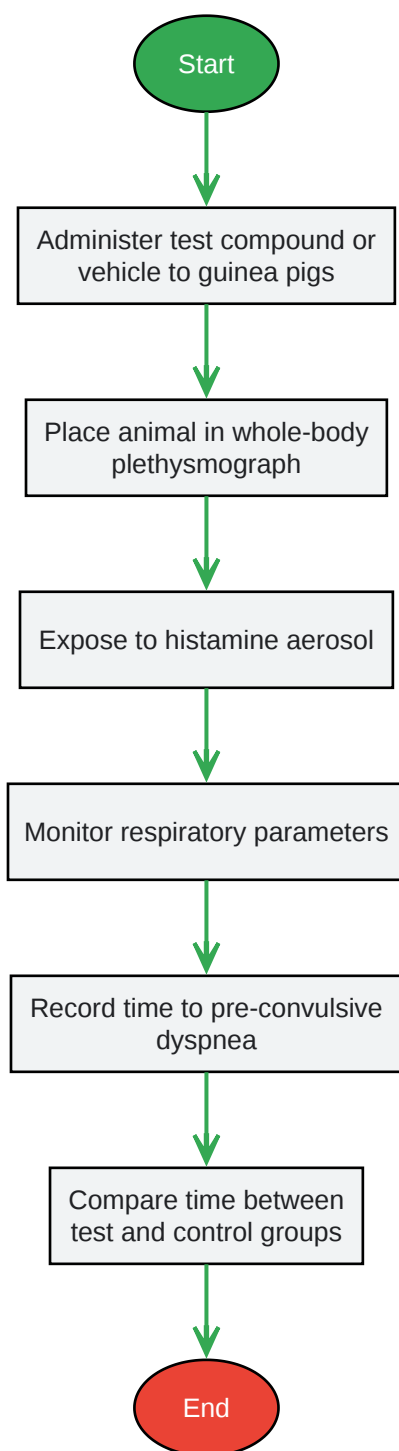 Start
Administer test compound or
vehicle to guinea pigs
Place animal in whole-body
plethysmograph
Expose to histamine aerosol
Monitor respiratory parameters
Record time to pre-convulsive
dyspnea
Compare time between
test and control groups
End